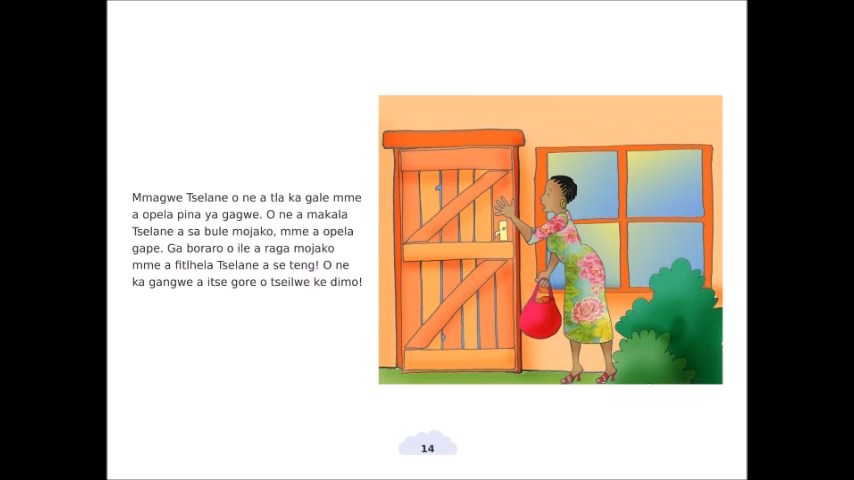 Mmagwe Tselane o ne a tla ka gale mme
a opela pina ya gagwe. O ne a makala
Tselane a sa bule mojako, mme a opela
gape. Ga boraro o ile a raga mojako
mme a fitlhela Tselane a se teng! O ne
ka gangwe a itse gore o tseilwe ke dimo!
14